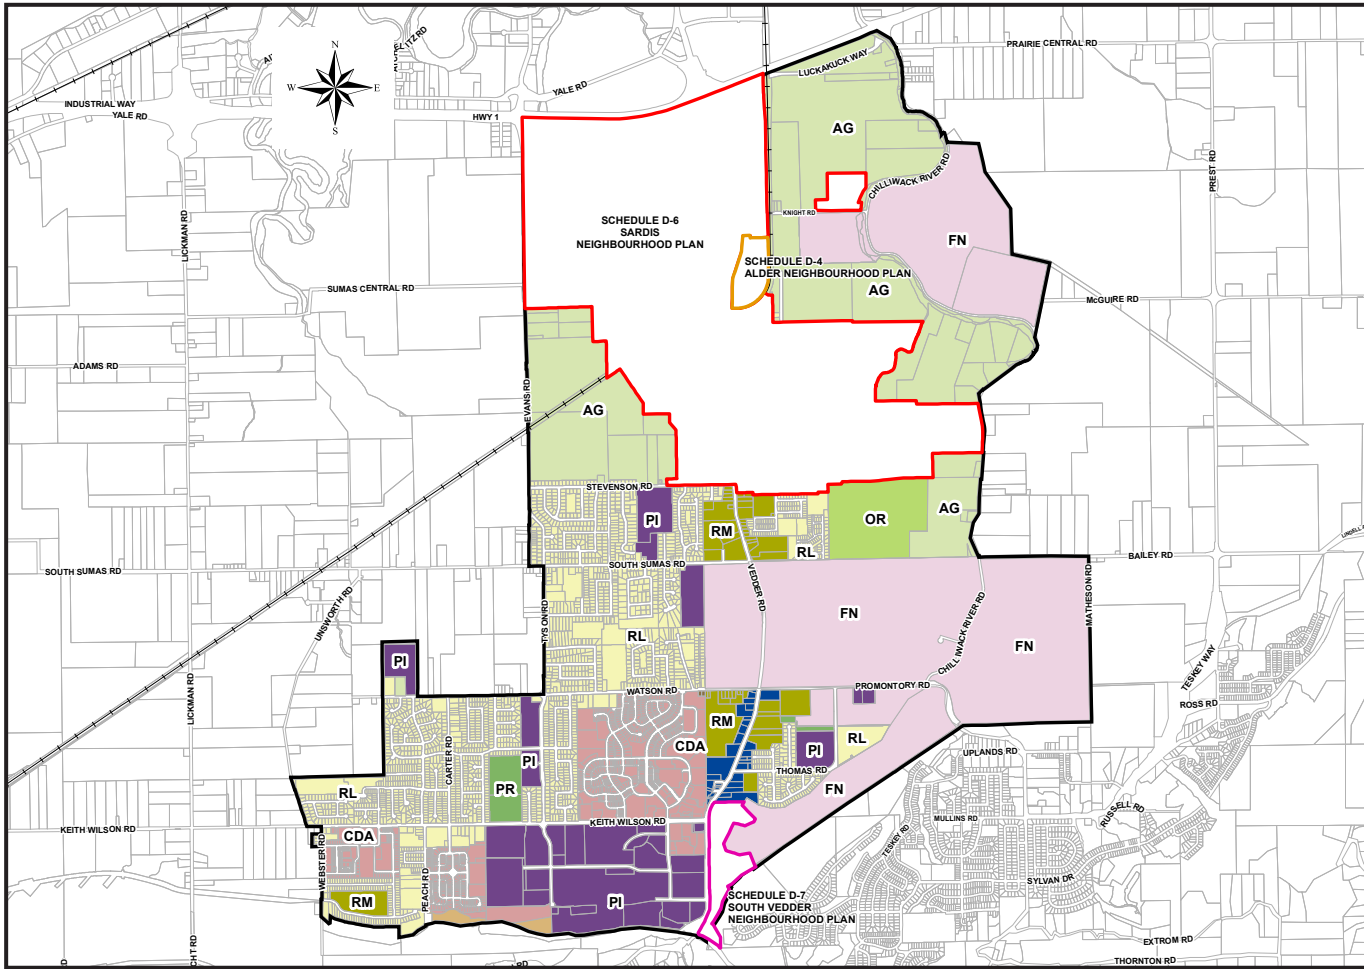 PRAIRIE CENTRAL RD
LUCKAKUCK WAY
N
W
E
S
YALE RD
INDUSTRIAL WAY
YALE RD
HWY 1
AG
CHILLIWACK RIVER RD
PREST RD
KNIGHT RD
LICKMAN RD
SCHEDULE D-6
SARDIS
NEIGHBOURHOOD PLAN
FN
SCHEDULE D-4
ALDER NEIGHBOURHOOD PLAN
AG
SUMAS CENTRAL RD
McGUIRE RD
ADAMS RD
EVANS RD
AG
STEVENSON RD
PI
RM
OR
AG
RL
SOUTH SUMAS RD
SOUTH SUMAS RD
BAILEY RD
VEDDER RD
UNSWORTH RD
TYSON RD
FN
CHILLIWACK RIVER RD
MATHESON RD
RL
FN
PI
TESKEY WAY
WATSON RD
PROMONTORY RD
LICKMAN RD
ROSS RD
RM
CDA
CARTER RD
PI
PI
RL
UPLANDS RD
THOMAS RD
PR
FN
RL
RUSSELL RD
KEITH WILSON RD
KEITH WILSON RD
MULLINS RD
CDA
TESKEY RD
WEBSTER RD
PEACH RD
SYLVAN DR
RM
PI
SCHEDULE D-7
SOUTH VEDDER
NEIGHBOURHOOD PLAN
EXTROM RD
THORNTON RD